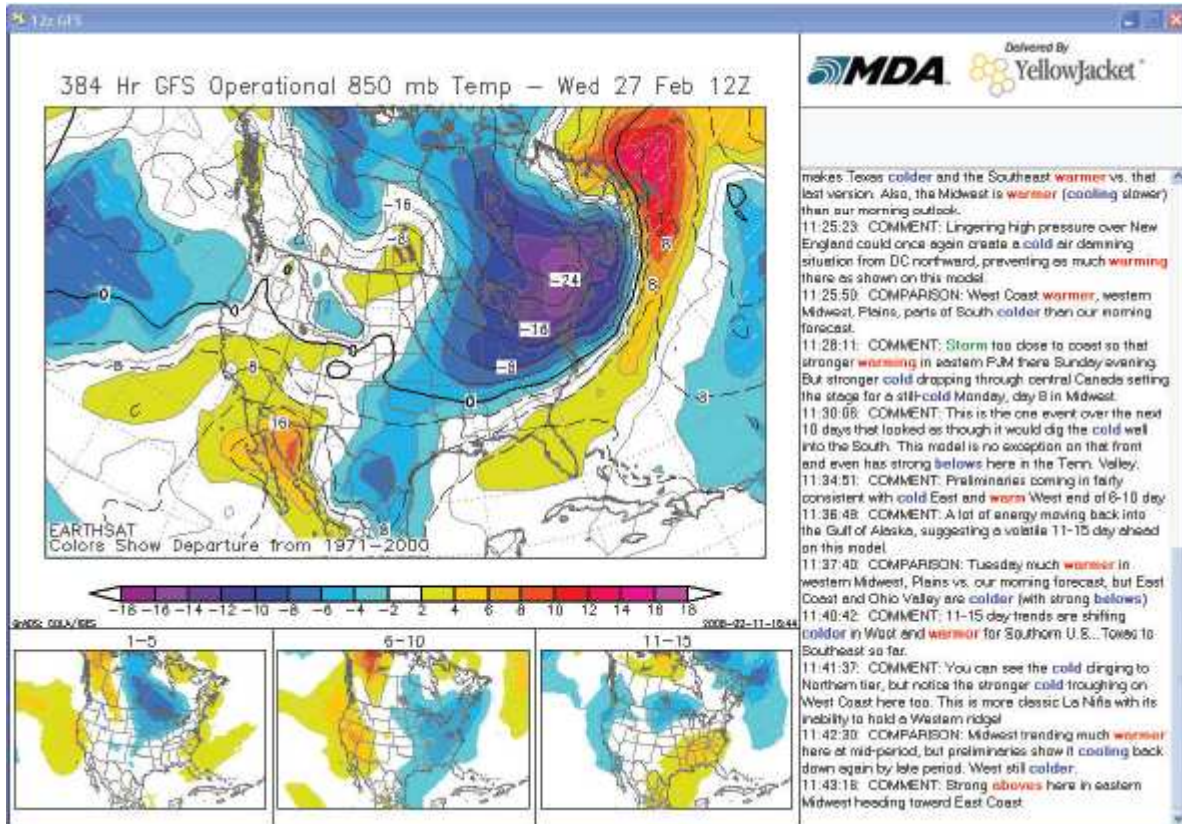 12z GFS
384 Hr GFS Operational 850 mb Temp – Wed 27 Feb 12Z
-16
-8
0
-24
8
8
-16
-8
0
0
0
-8
8
8
16
8
EARTHSAT
Colors Show Departure from 1971–2000
-18 -16 -14 -12 -10 -8 -6 -4 -2 2 4 6 8 10 12 14 16 18
GrADS: COLA/IGES
2008-02-11-16:44
1–5
6–10
11–15
MDA
Delivered By
YellowJacket
makes Texas colder and the Southeast warmer vs. that
last version. Also, the Midwest is warmer (cooling slower)
than our morning outlook.
11:25:23: COMMENT: Lingering high pressure over New
England could once again create a cold air damming
situation from DC northward, preventing as much warming
there as shown on this model.
11:25:50: COMPARISON: West Coast warmer, western
Midwest, Plains, parts of South colder than our morning
forecast.
11:28:11: COMMENT: Storm too close to coast so that
stronger warming in eastern PJM there Sunday evening.
But stronger cold dropping through central Canada setting
the stage for a still-cold Monday, day 8 in Midwest.
11:30:06: COMMENT: This is the one event over the next
10 days that looked as though it would dig the cold well
into the South. This model is no exception on that front
and even has strong belows here in the Tenn. Valley.
11:34:51: COMMENT: Preliminaries coming in fairly
consistent with cold East and warm West end of 6-10 day
11:36:49: COMMENT: A lot of energy moving back into
the Gulf of Alaska, suggesting a volatile 11-15 day ahead
on this model.
11:37:40: COMPARISON: Tuesday much warmer in
western Midwest, Plains vs. our morning forecast, but East
Coast and Ohio Valley are colder (with strong belows)
11:40:42: COMMENT: 11-15 day trends are shifting
colder in West and warmer for Southern U.S...Texas to
Southeast so far.
11:41:37: COMMENT: You can see the cold clinging to
Northern tier, but notice the stronger cold troughing on
West Coast here too. This is more classic La Niña with its
inability to hold a Western ridge!
11:42:30: COMPARISON: Midwest trending much warmer
here at mid-period, but preliminaries show it cooling back
down again by late period. West still colder.
11:43:16: COMMENT: Strong aboves here in eastern
Midwest heading toward East Coast